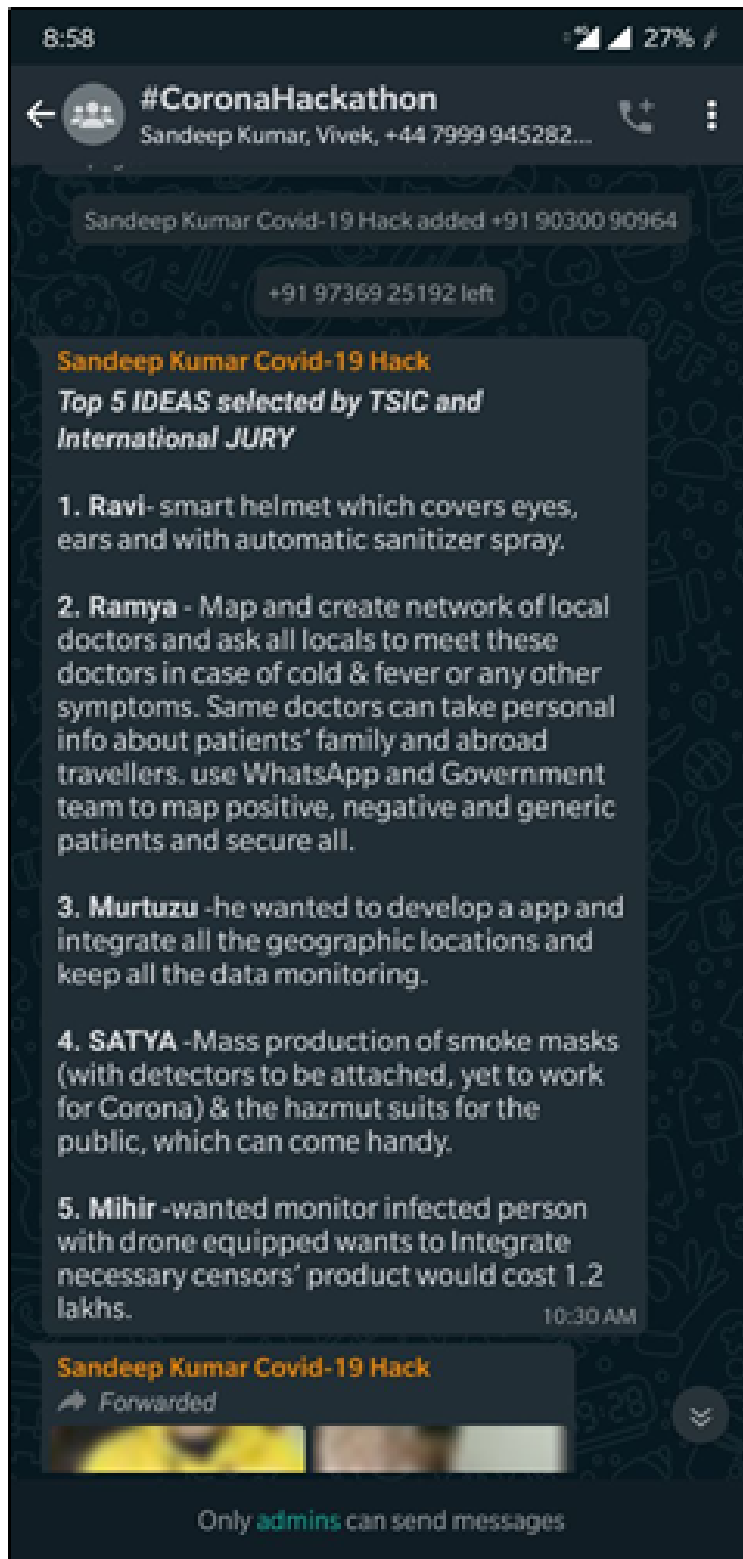 8:58
27%
#CoronaHackathon
Sandeep Kumar, Vivek, +44 7999 945282...
Sandeep Kumar Covid-19 Hack added +91 90300 90964
+91 97369 25192 left
Sandeep Kumar Covid-19 Hack
Top 5 IDEAS selected by TSIC and
International JURY
1. Ravi- smart helmet which covers eyes,
ears and with automatic sanitizer spray.
2. Ramya - Map and create network of local
doctors and ask all locals to meet these
doctors in case of cold & fever or any other
symptoms. Same doctors can take personal
info about patients' family and abroad
travellers. use WhatsApp and Government
team to map positive, negative and generic
patients and secure all.
3. Murtuzu -he wanted to develop a app and
integrate all the geographic locations and
keep all the data monitoring.
4. SATYA -Mass production of smoke masks
(with detectors to be attached, yet to work
for Corona) & the hazmut suits for the
public, which can come handy.
5. Mihir -wanted monitor infected person
with drone equipped wants to Integrate
necessary censors' product would cost 1.2
lakhs.
10:30 AM
Sandeep Kumar Covid-19 Hack
Forwarded
Only admins can send messages